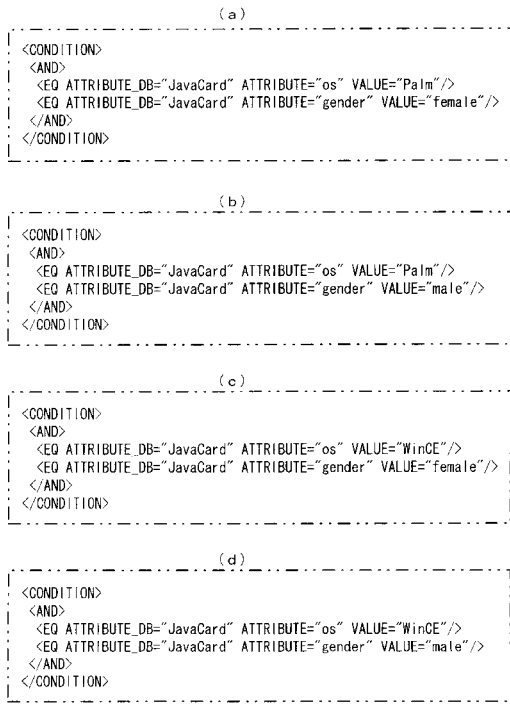 (a)
<CONDITION>
<AND>
<EQ ATTRIBUTE_DB="JavaCard" ATTRIBUTE="os" VALUE="Palm"/>
<EQ ATTRIBUTE_DB="JavaCard" ATTRIBUTE="gender" VALUE="female"/>
</AND>
</CONDITION>
(b)
<CONDITION>
<AND>
<EQ ATTRIBUTE_DB="JavaCard" ATTRIBUTE="os" VALUE="Palm"/>
<EQ ATTRIBUTE_DB="JavaCard" ATTRIBUTE="gender" VALUE="male"/>
</AND>
</CONDITION>
(c)
<CONDITION>
<AND>
<EQ ATTRIBUTE_DB="JavaCard" ATTRIBUTE="os" VALUE="WinCE"/>
<EQ ATTRIBUTE_DB="JavaCard" ATTRIBUTE="gender" VALUE="female"/>
</AND>
</CONDITION>
(d)
<CONDITION>
<AND>
<EQ ATTRIBUTE_DB="JavaCard" ATTRIBUTE="os" VALUE="WinCE"/>
<EQ ATTRIBUTE_DB="JavaCard" ATTRIBUTE="gender" VALUE="male"/>
</AND>
</CONDITION>